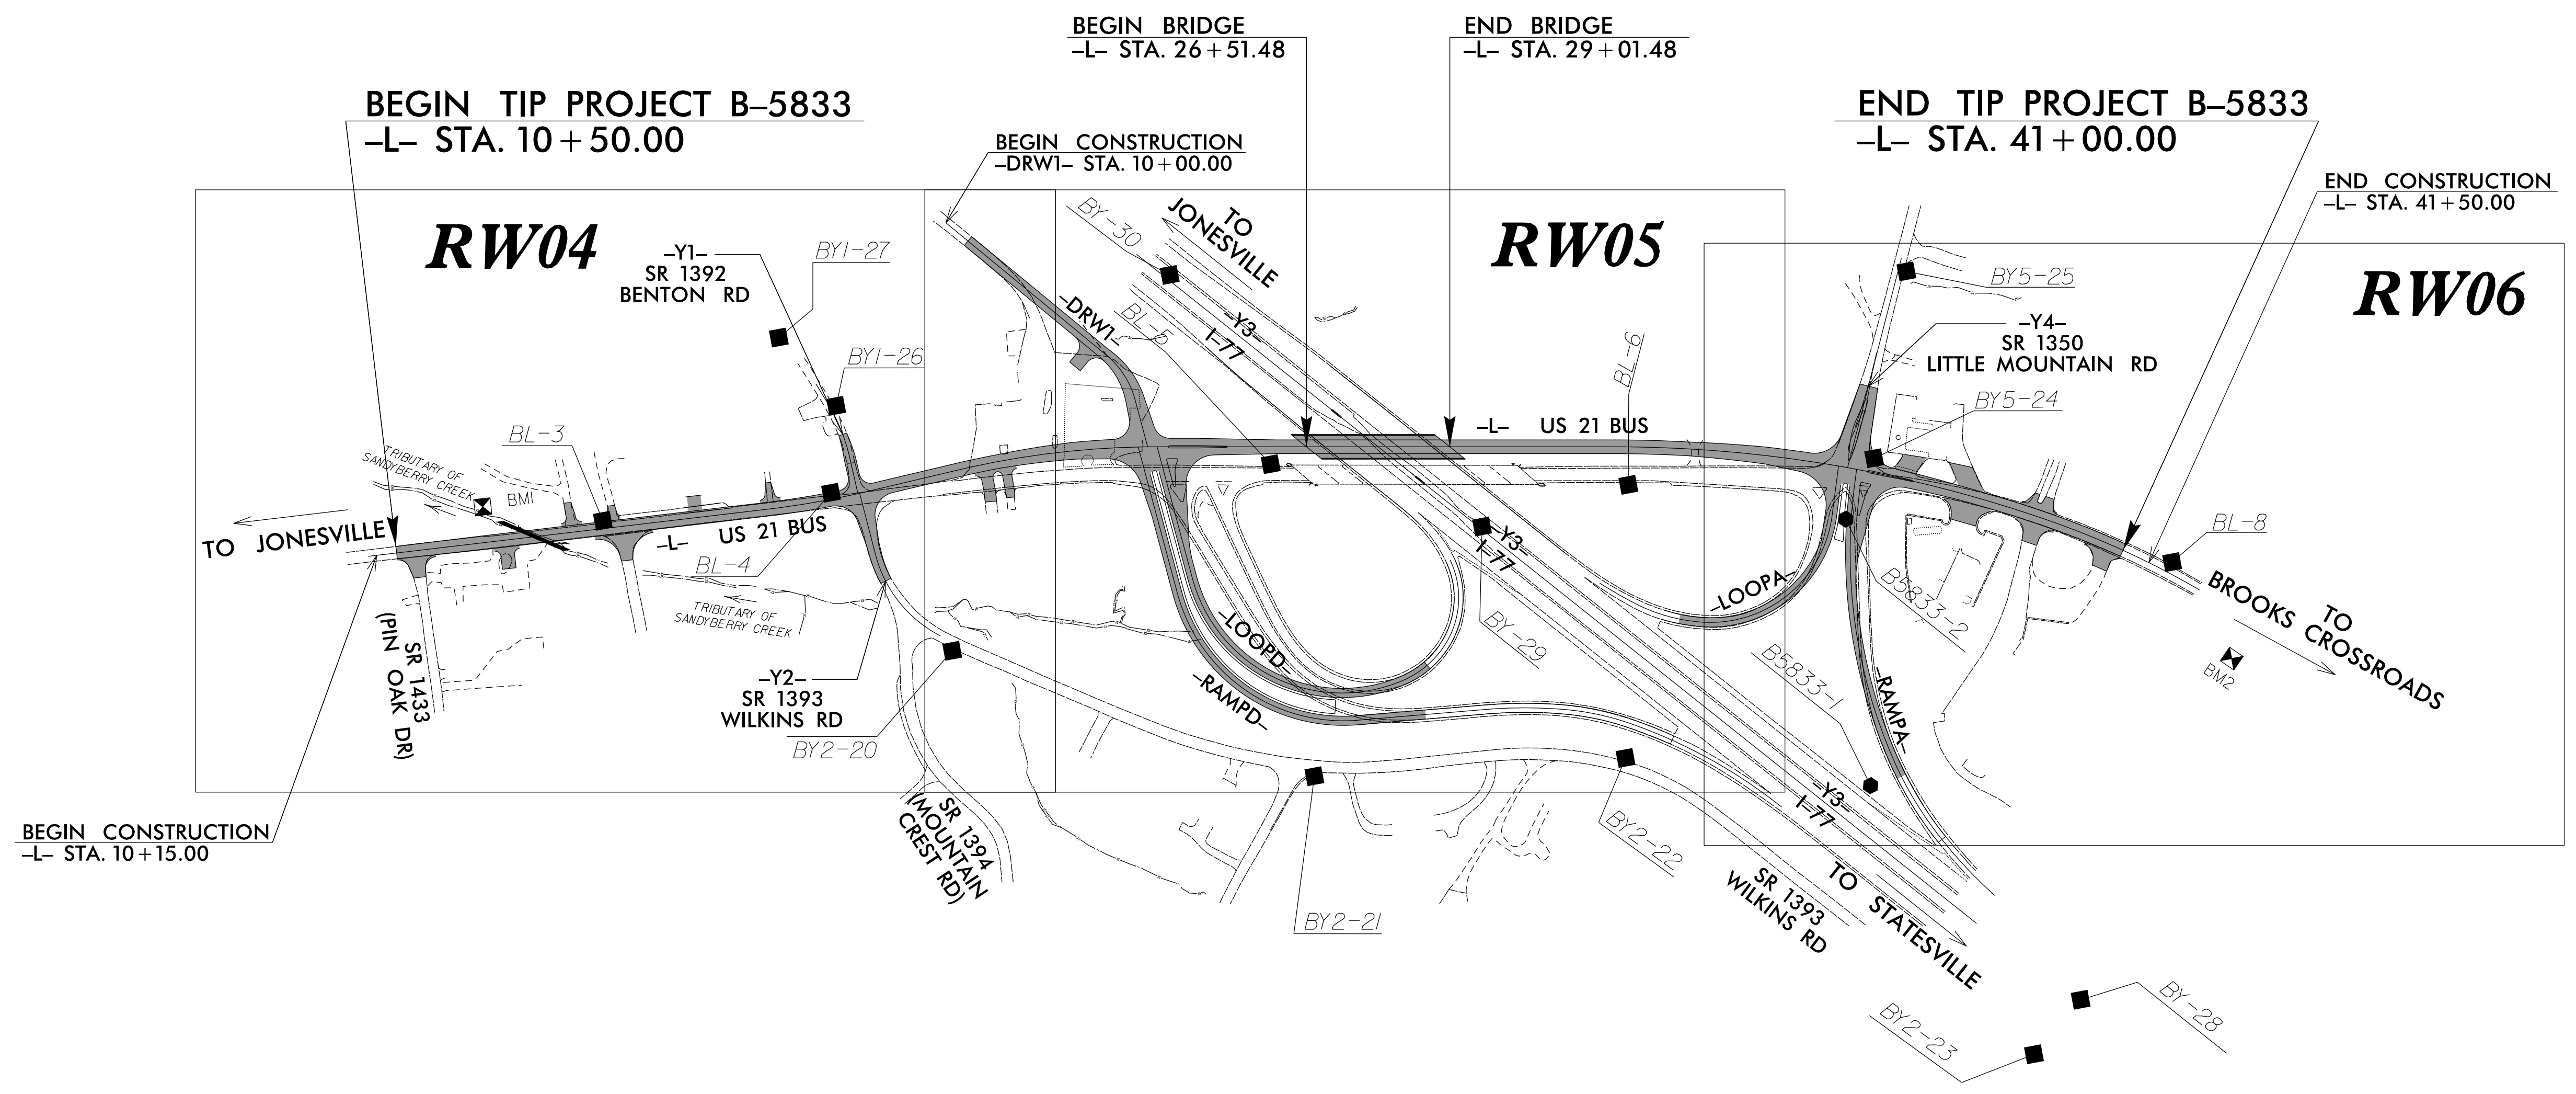 BEGIN BRIDGE
–L– STA. 26+51.48
END BRIDGE
–L– STA. 29+01.48
BEGIN TIP PROJECT B–5833
–L– STA. 10+50.00
END TIP PROJECT B–5833
–L– STA. 41+00.00
BEGIN CONSTRUCTION
–DRW1– STA. 10+00.00
END CONSTRUCTION
–L– STA. 41+50.00
RW04
RW05
RW06
–Y1–
SR 1392
BENTON RD
BY1-27
BY1-26
BY-30
TO
JONESVILLE
–Y3–
I–77
–DRW1–
BL-5
BL-6
BY5-25
–Y4–
SR 1350
LITTLE MOUNTAIN RD
BY5-24
–L– US 21 BUS
BL-3
TRIBUTARY OF
SANDYBERRY CREEK
BM1
TO JONESVILLE
–L– US 21 BUS
BL-4
TRIBUTARY OF
SANDYBERRY CREEK
SR 1433
(PIN OAK DR)
–Y2–
SR 1393
WILKINS RD
BY2-20
–LOOPD–
–RAMPD–
–Y3–
I–77
BY-29
–LOOPA–
B5833-2
B5833-1
–RAMPA–
BL-8
TO
BROOKS CROSSROADS
BM2
BEGIN CONSTRUCTION
–L– STA. 10+15.00
SR 1394
(MOUNTAIN
CREST RD)
BY2-21
BY2-22
–Y3–
I–77
SR 1393
WILKINS RD
TO STATESVILLE
BY2-23
BY-28